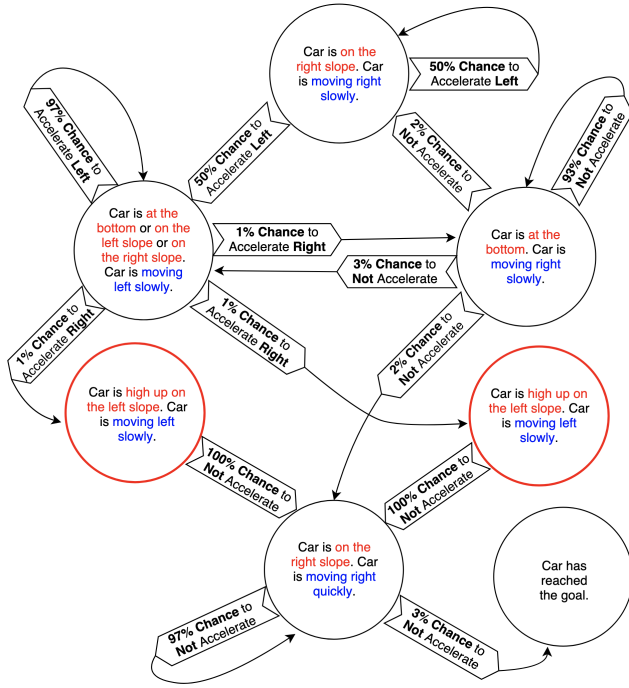 Car is on the
right slope. Car
is moving right
slowly.
50% Chance to
Accelerate Left
97% Chance to
Accelerate Left
50% Chance to
Accelerate Left
2% Chance to
Not Accelerate
93% Chance to
Not Accelerate
Car is at the
bottom or on the
left slope or on
the right slope.
Car is moving
left slowly.
1% Chance to
Accelerate Right
3% Chance to
Not Accelerate
Car is at the
bottom. Car is
moving right
slowly.
1% Chance to
Accelerate Right
1% Chance to
Accelerate Right
2% Chance to
Not Accelerate
Car is high up on
the left slope. Car
is moving left
slowly.
Car is high up on
the left slope. Car
is moving left
slowly.
100% Chance to
Not Accelerate
100% Chance to
Not Accelerate
Car is on the
right slope. Car
is moving right
quickly.
Car has
reached
the goal.
97% Chance to
Not Accelerate
3% Chance to
Not Accelerate